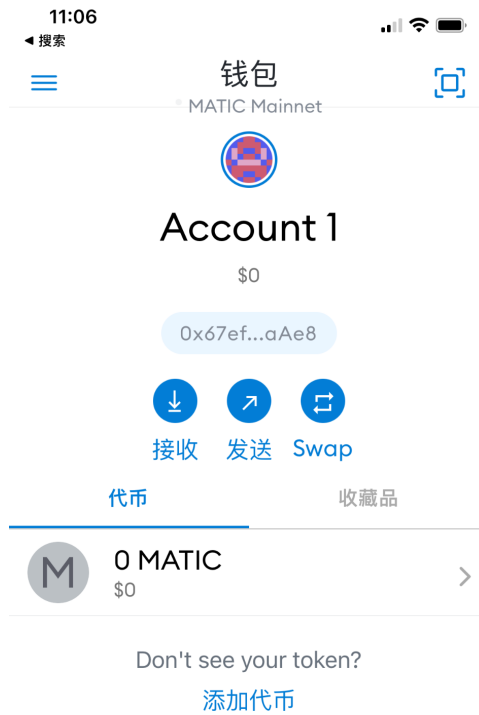 11:06
◀ 搜索
钱包
MATIC Mainnet
Account 1
$0
0x67ef...aAe8
接收
发送
Swap
代币
收藏品
M
0 MATIC
$0
Don't see your token?
添加代币